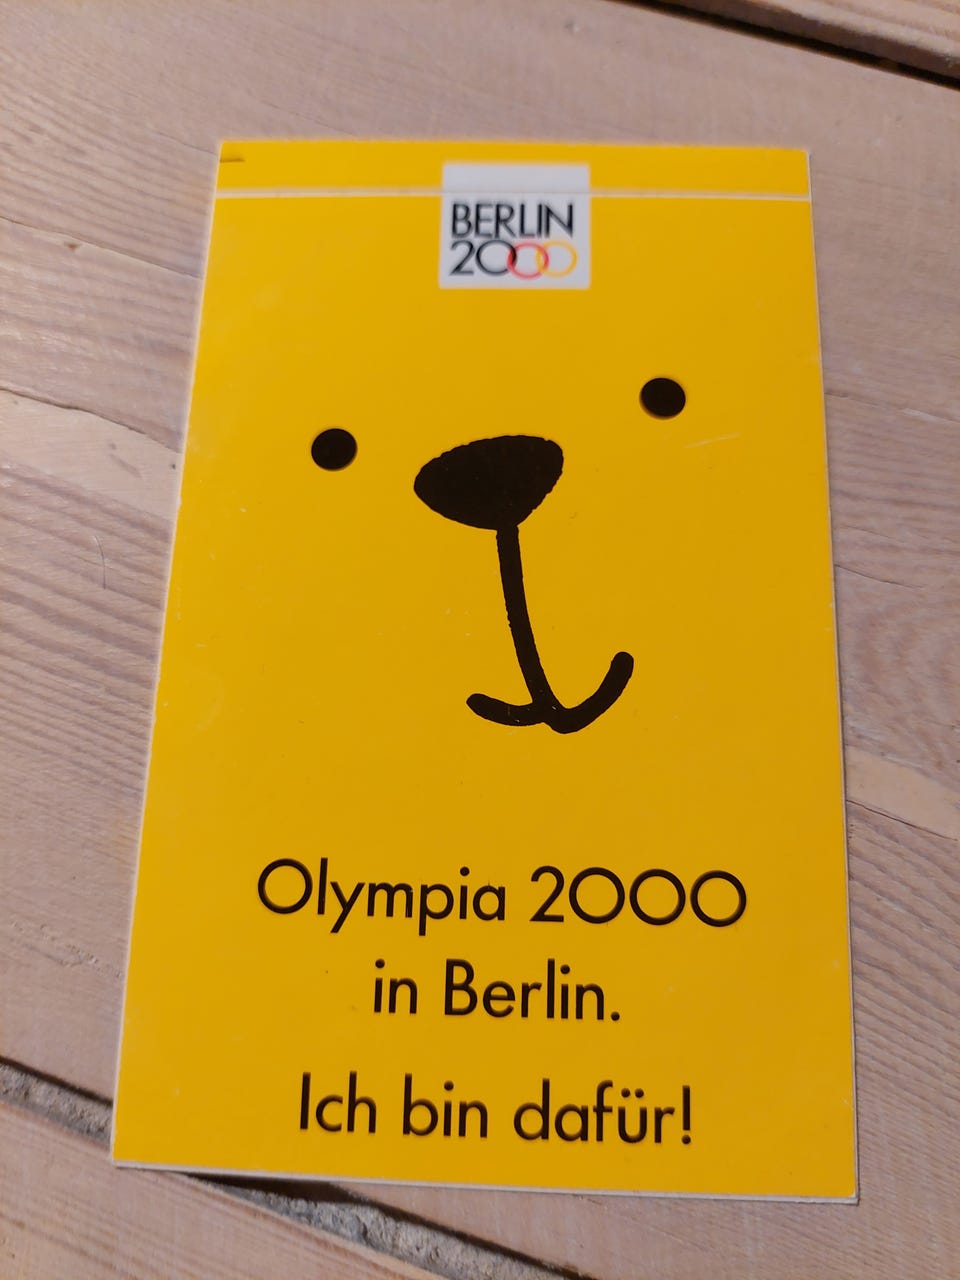 BERLIN
2000
Olympia 2000
in Berlin.
Ich bin dafür!